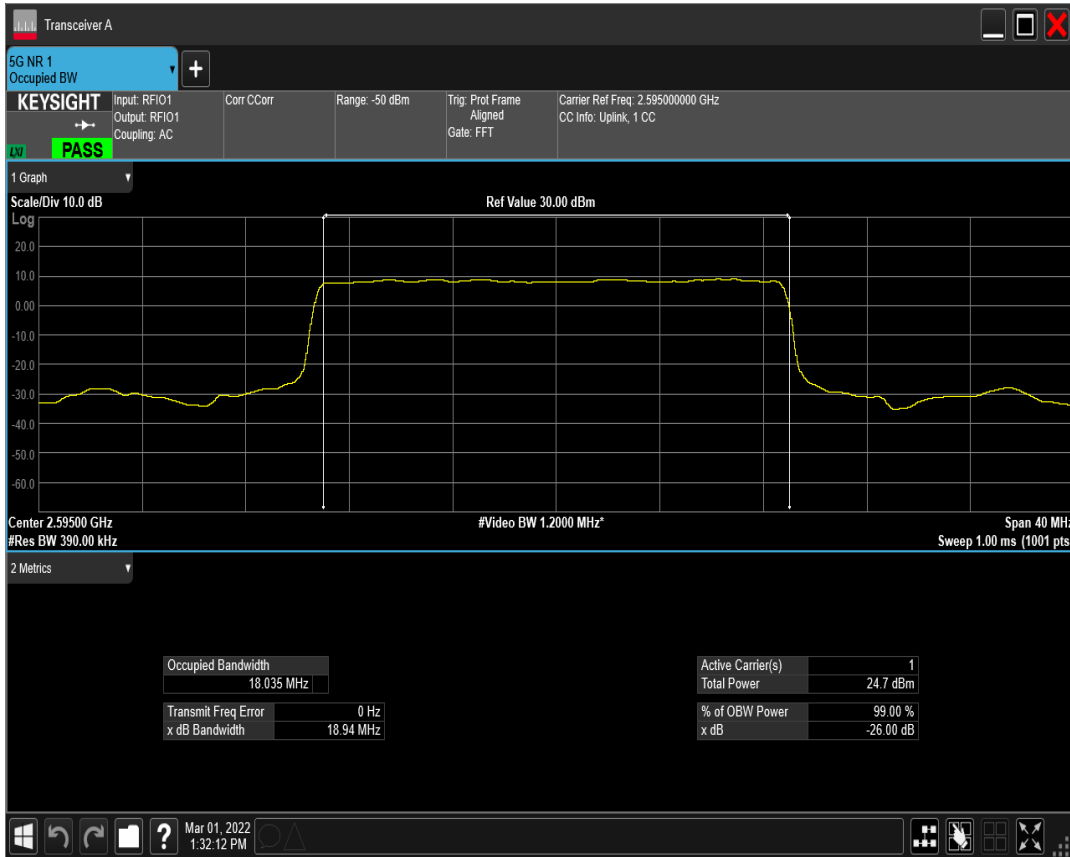 Transceiver A
5G NR 1
Occupied BW
+
KEYSIGHT
LXI
PASS
Input: RFIO1
Output: RFIO1
Coupling: AC
Corr CCorr
Range: -50 dBm
Trig: Prot Frame
Aligned
Gate: FFT
Carrier Ref Freq: 2.595000000 GHz
CC Info: Uplink, 1 CC
1 Graph
Scale/Div 10.0 dB
Ref Value 30.00 dBm
Log
20.0
10.0
0.00
-10.0
-20.0
-30.0
-40.0
-50.0
-60.0
Center 2.59500 GHz
#Video BW 1.2000 MHz*
Span 40 MHz
#Res BW 390.00 kHz
Sweep 1.00 ms (1001 pts
2 Metrics
Occupied Bandwidth
18.035 MHz
Active Carrier(s) 1
Total Power 24.7 dBm
Transmit Freq Error 0 Hz
x dB Bandwidth 18.94 MHz
% of OBW Power 99.00 %
x dB -26.00 dB
?
Mar 01, 2022
1:32:12 PM